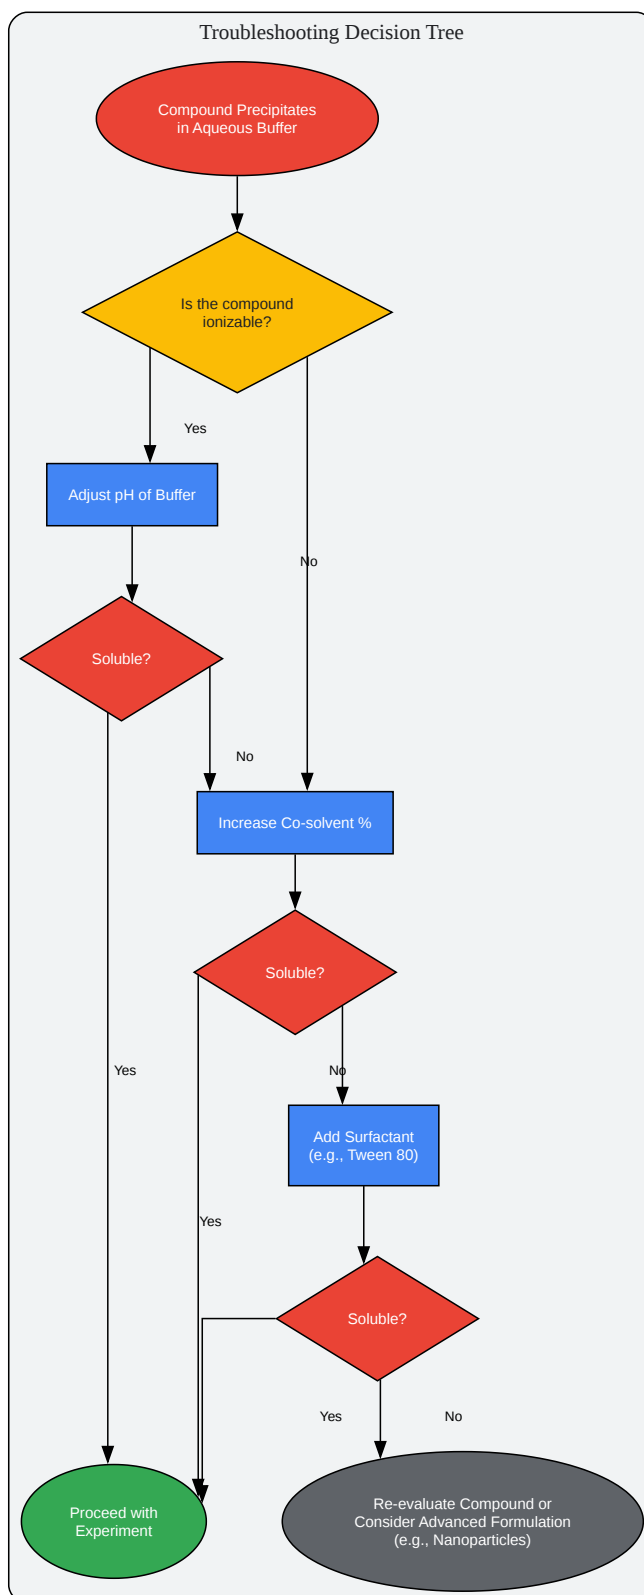 Troubleshooting Decision Tree
Compound Precipitates
in Aqueous Buffer
Is the compound
ionizable?
Yes
Adjust pH of Buffer
No
Soluble?
No
Increase Co-solvent %
Soluble?
Yes
No
Add Surfactant
(e.g., Tween 80)
Yes
Soluble?
Yes
No
Proceed with
Experiment
Re-evaluate Compound or
Consider Advanced Formulation
(e.g., Nanoparticles)